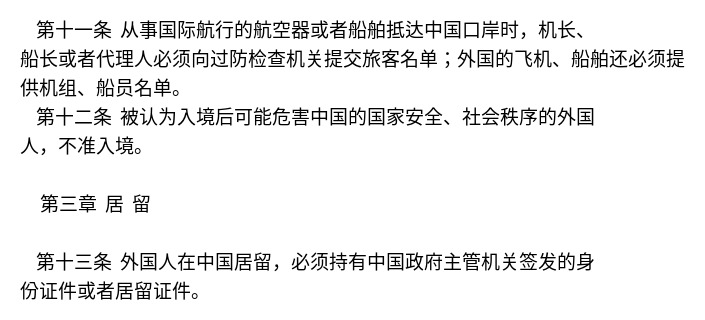 第十一条 从事国际航行的航空器或者船舶抵达中国口岸时，机长、
船长或者代理人必须向过防检查机关提交旅客名单；外国的飞机、船舶还必须提
供机组、船员名单。
第十二条 被认为入境后可能危害中国的国家安全、社会秩序的外国
人，不准入境。
第三章 居 留
第十三条 外国人在中国居留，必须持有中国政府主管机关签发的身
份证件或者居留证件。